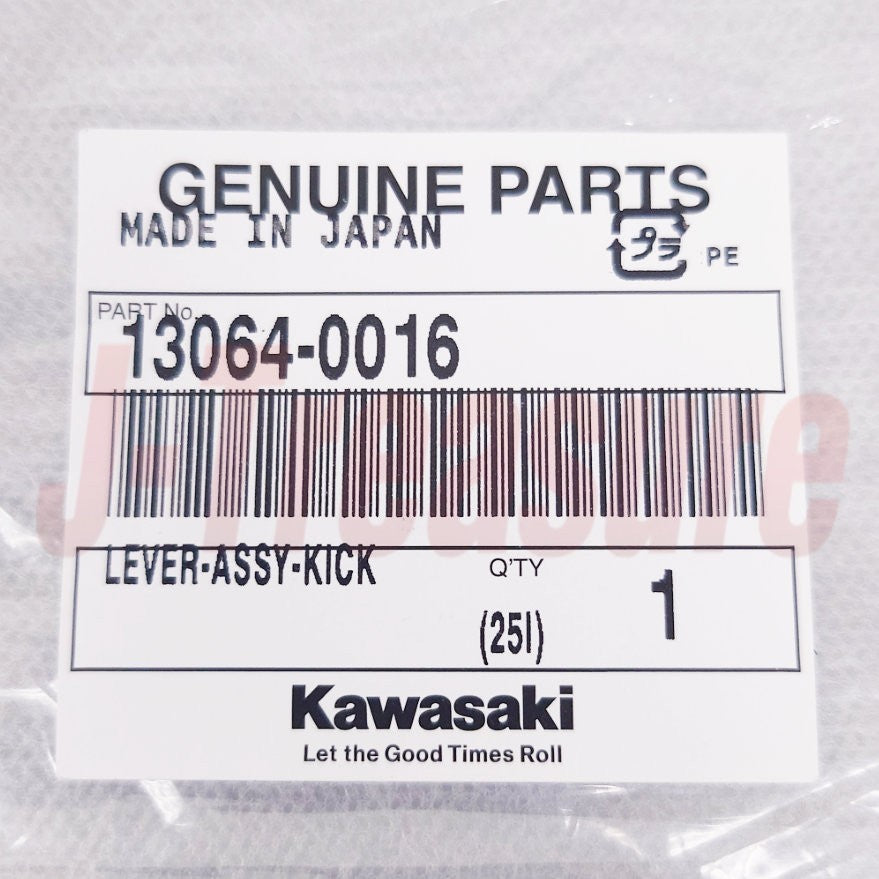 GENUINE PARTS
MADE IN JAPAN
プラ PE
PART No.
13064-0016
J-Treasure
LEVER-ASSY-KICK
Q'TY
(25I)
1
Kawasaki
Let the Good Times Roll